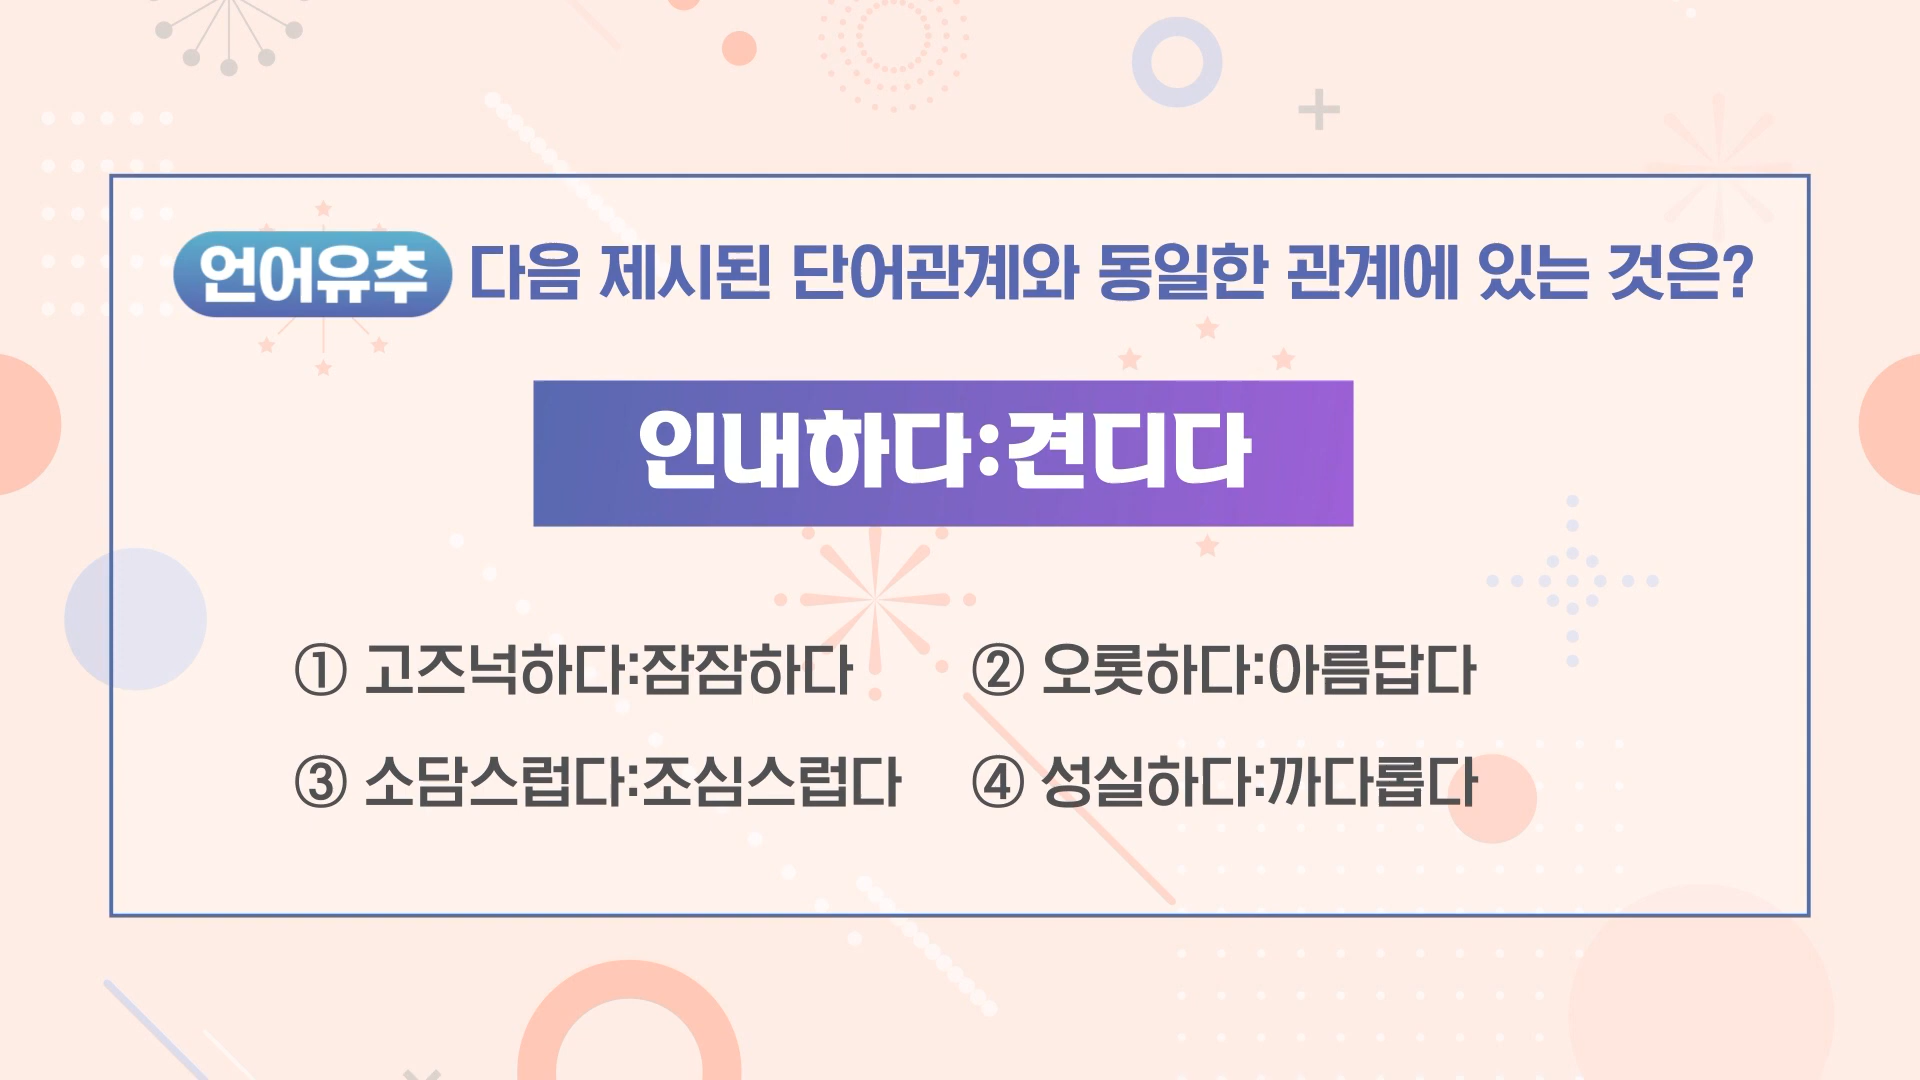 언어유추 다음 제시된 단어관계와 동일한 관계에 있는 것은?
인내하다:견디다
① 고즈넉하다:잠잠하다 ② 오롯하다:아름답다
③ 소담스럽다:조심스럽다 ④ 성실하다:까다롭다